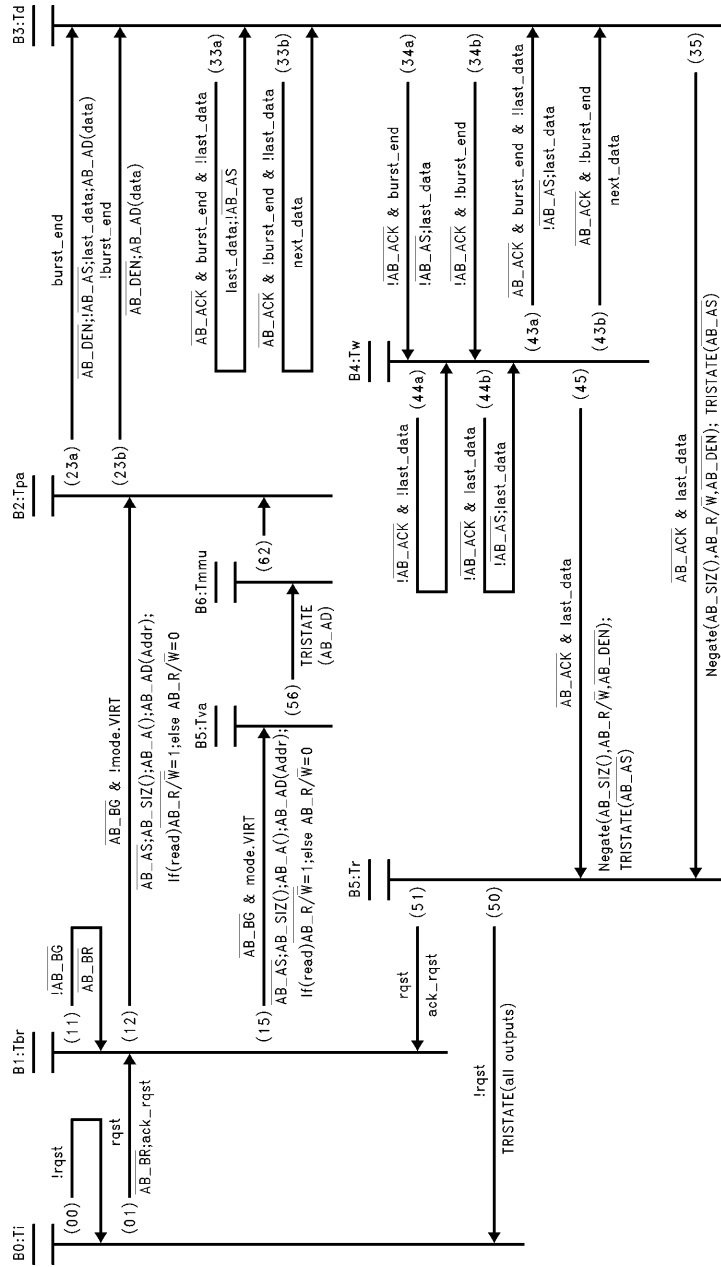 B0:Ti
B1:Tbr
B2:Tpa
B3:Td
(00)
!rqst
(11)
!AB_BG
AB_BR
(23a)
burst_end
AB_DEN;!AB_AS;last_data;AB_AD(data)
(01)
rqst
AB_BR;ack_rqst
(12)
AB_BG & !mode.VIRT
AB_AS;AB_SIZ();AB_A();AB_AD(Addr);
If(read)AB_R/W=1;else AB_R/W=0
(23b)
!burst_end
AB_DEN;AB_AD(data)
B5:Tva
B6:Tmmu
(15)
AB_BG & mode.VIRT
AB_AS;AB_SIZ();AB_A();AB_AD(Addr);
If(read)AB_R/W=1;else AB_R/W=0
(56)
TRISTATE
(AB_AD)
(62)
AB_ACK & burst_end & !last_data
(33a)
last_data;!AB_AS
AB_ACK & !burst_end & !last_data
(33b)
next_data
B5:Tr
B4:Tw
(51)
rqst
ack_rqst
(34a)
!AB_ACK & burst_end
!AB_AS;last_data
!AB_ACK & !last_data
(44a)
(34b)
!AB_ACK & !burst_end
!AB_ACK & last_data
(44b)
!AB_AS;last_data
(50)
!rqst
TRISTATE(all outputs)
(43a)
AB_ACK & burst_end & !last_data
!AB_AS;last_data
(45)
AB_ACK & last_data
Negate(AB_SIZ(),AB_R/W,AB_DEN);
TRISTATE(AB_AS)
(43b)
AB_ACK & !burst_end
next_data
(35)
AB_ACK & last_data
Negate(AB_SIZ(),AB_R/W,AB_DEN); TRISTATE(AB_AS)